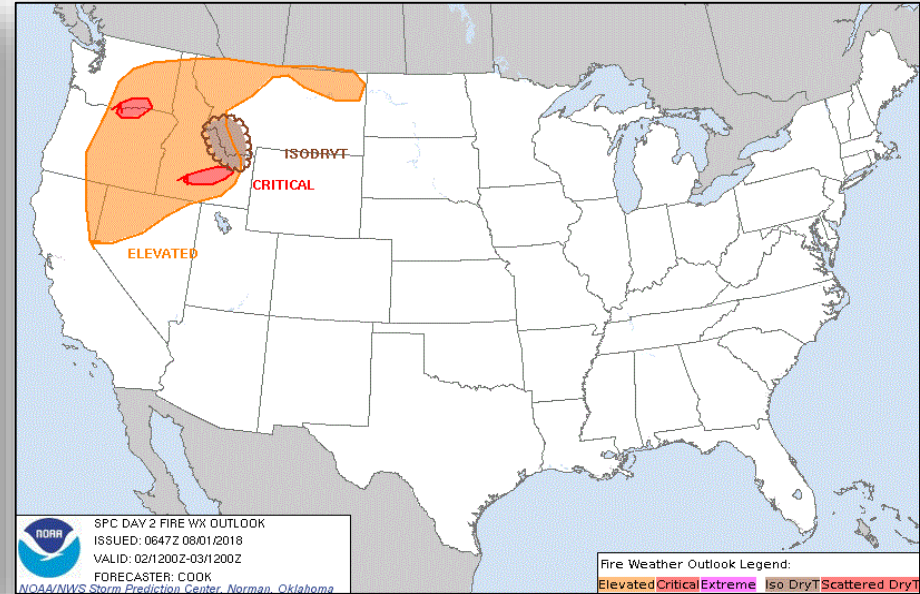 ISODRYT
CRITICAL
ELEVATED
NOAA
SPC DAY 2 FIRE WX OUTLOOK
ISSUED: 0647Z 08/01/2018
VALID: 02/1200Z-03/1200Z
FORECASTER: COOK
NOAA/NWS Storm Prediction Center, Norman, Oklahoma
Fire Weather Outlook Legend:
Elevated Critical Extreme Iso DryT Scattered DryT